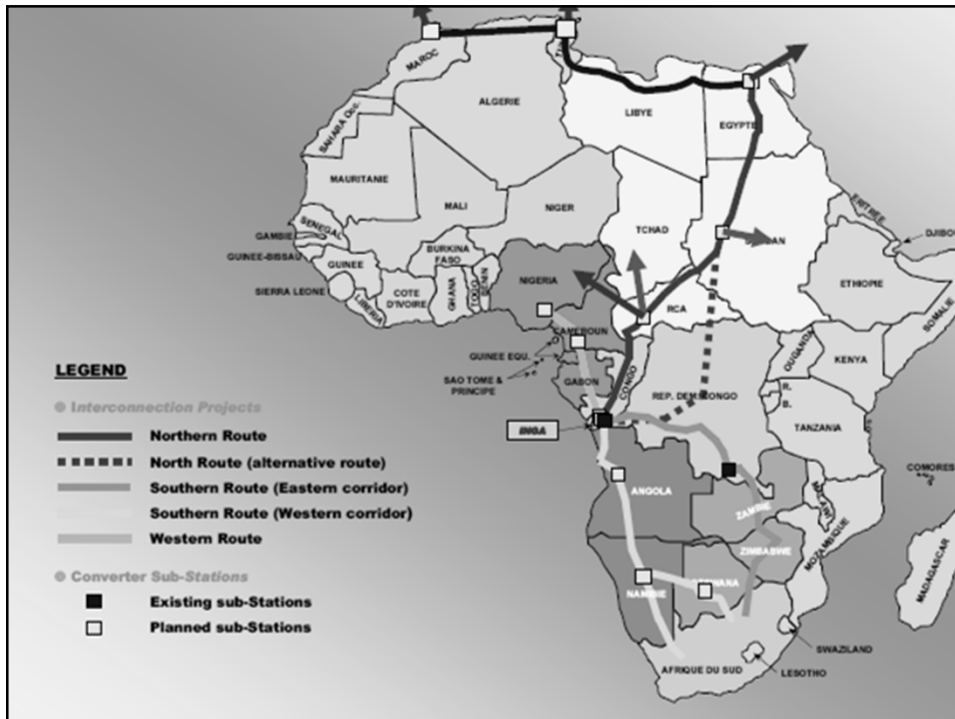 MAROC
TUN
ALGERIE
LIBYE
EGYPTE
SAHARA Occ.
MAURITANIE
MALI
NIGER
TCHAD
DAN
ERITREE
DJIBOU
SENEGAL
GAMBIE
GUINEE-BISSAU
GUINEE
BURKINA
FASO
SIERRA LEONE
LIBERIA
COTE
D'IVOIRE
GHANA
TOGO
BENIN
NIGERIA
RCA
ETHIOPIE
SOMALIE
CAMEROUN
GUINEE EQU.
SAO TOME &
PRINCIPE
GABON
CONGO
REP. DEM. CONGO
OUGANDA
KENYA
R.
B.
TANZANIA
INGA
COMORES
ANGOLA
ZAMBIE
MALAWI
MOZAMBIQUE
ZIMBABWE
MADAGASCAR
NAMIBIE
WANA
AFRIQUE DU SUD
SWAZILAND
LESOTHO
LEGEND
Interconnection Projects
Northern Route
North Route (alternative route)
Southern Route (Eastern corridor)
Southern Route (Western corridor)
Western Route
Converter Sub-Stations
Existing sub-Stations
Planned sub-Stations